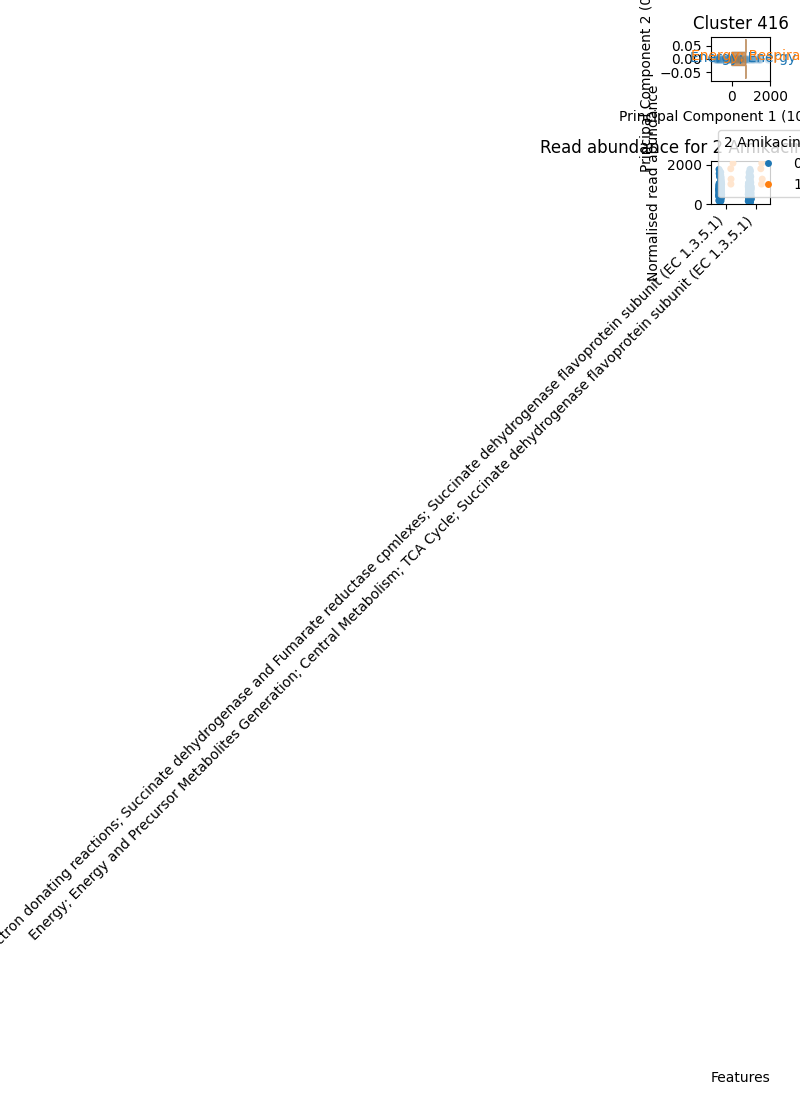 Cluster 416
Principal Component 2 (0
0.05
0.00
−0.05
0
2000
Principal Component 1 (10
Read abundance for 2 Amikacin
Normalised read abundance
2000
0
2 Amikacin
0
1
ctron donating reactions; Succinate dehydrogenase and Fumarate reductase cpmlexes; Succinate dehydrogenase flavoprotein subunit (EC 1.3.5.1)
Energy; Energy and Precursor Metabolites Generation; Central Metabolism; TCA Cycle; Succinate dehydrogenase flavoprotein subunit (EC 1.3.5.1)
Features